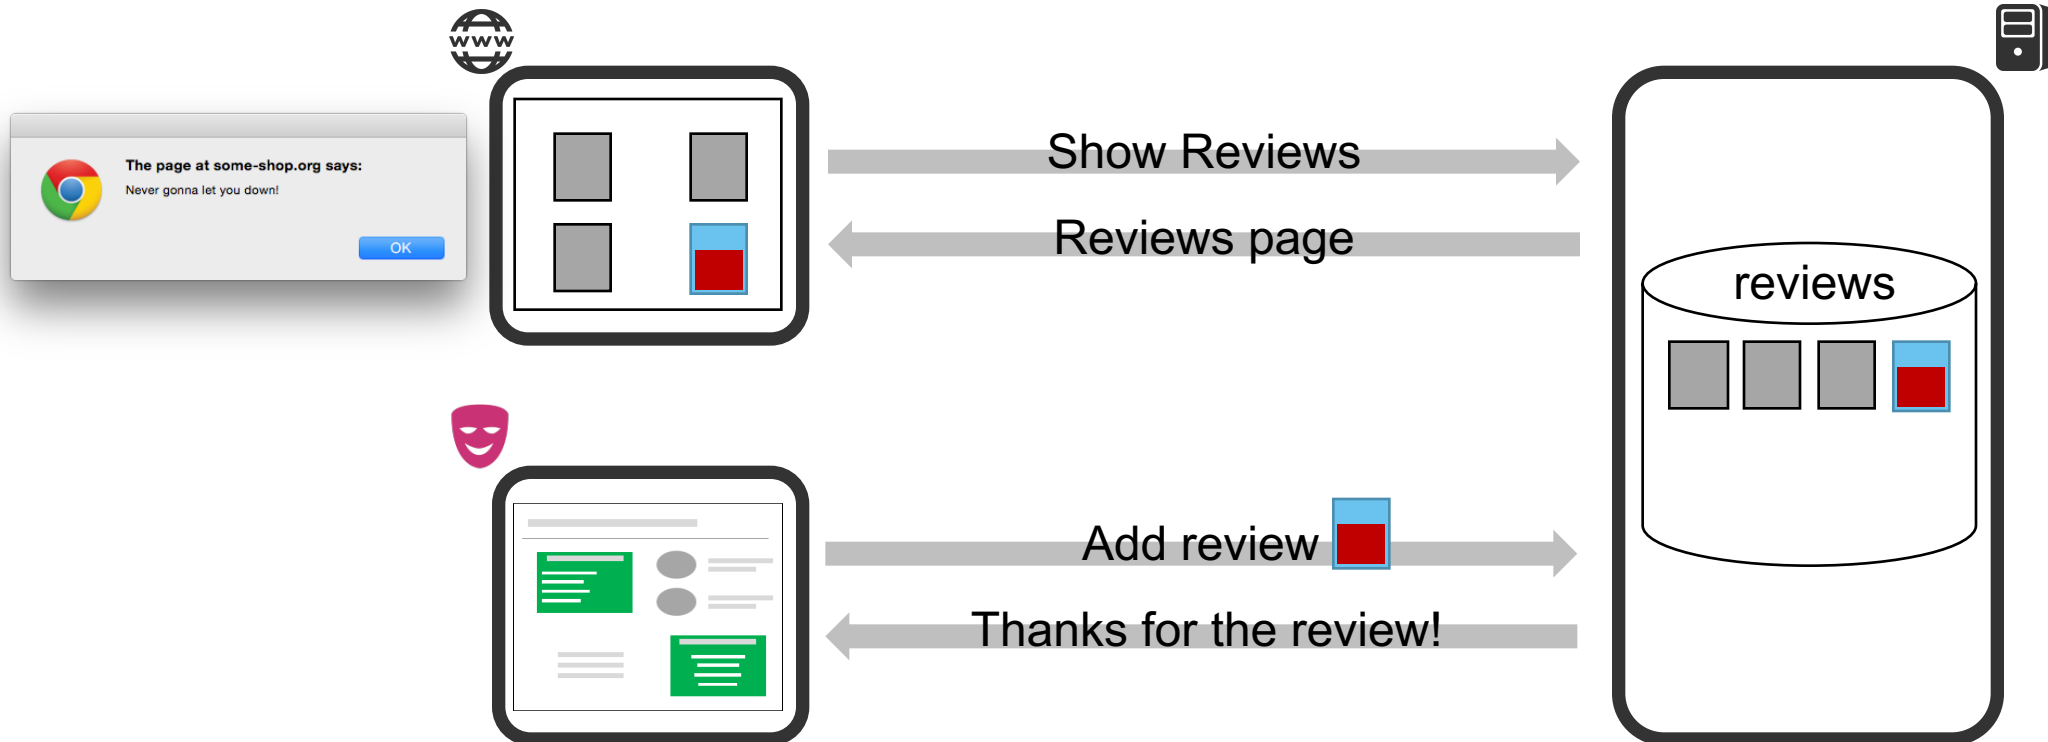 www
The page at some-shop.org says:
Never gonna let you down!
OK
Show Reviews
Reviews page
reviews
Add review
Thanks for the review!